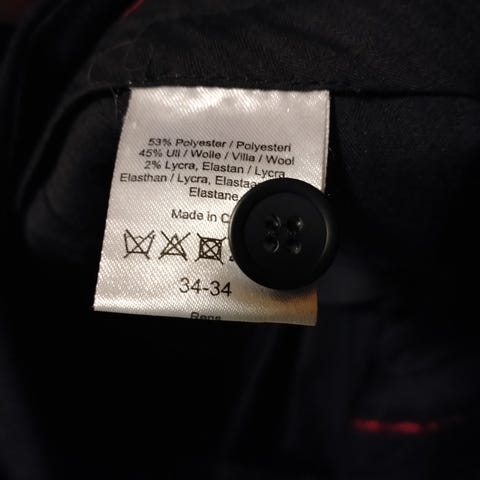 53% Polyester / Polyesteri
45% Ull / Wolle / Villa / Wool
2% Lycra, Elastan / Lycra,
Elasthan / Lycra,
Elastane
Made in
34-34